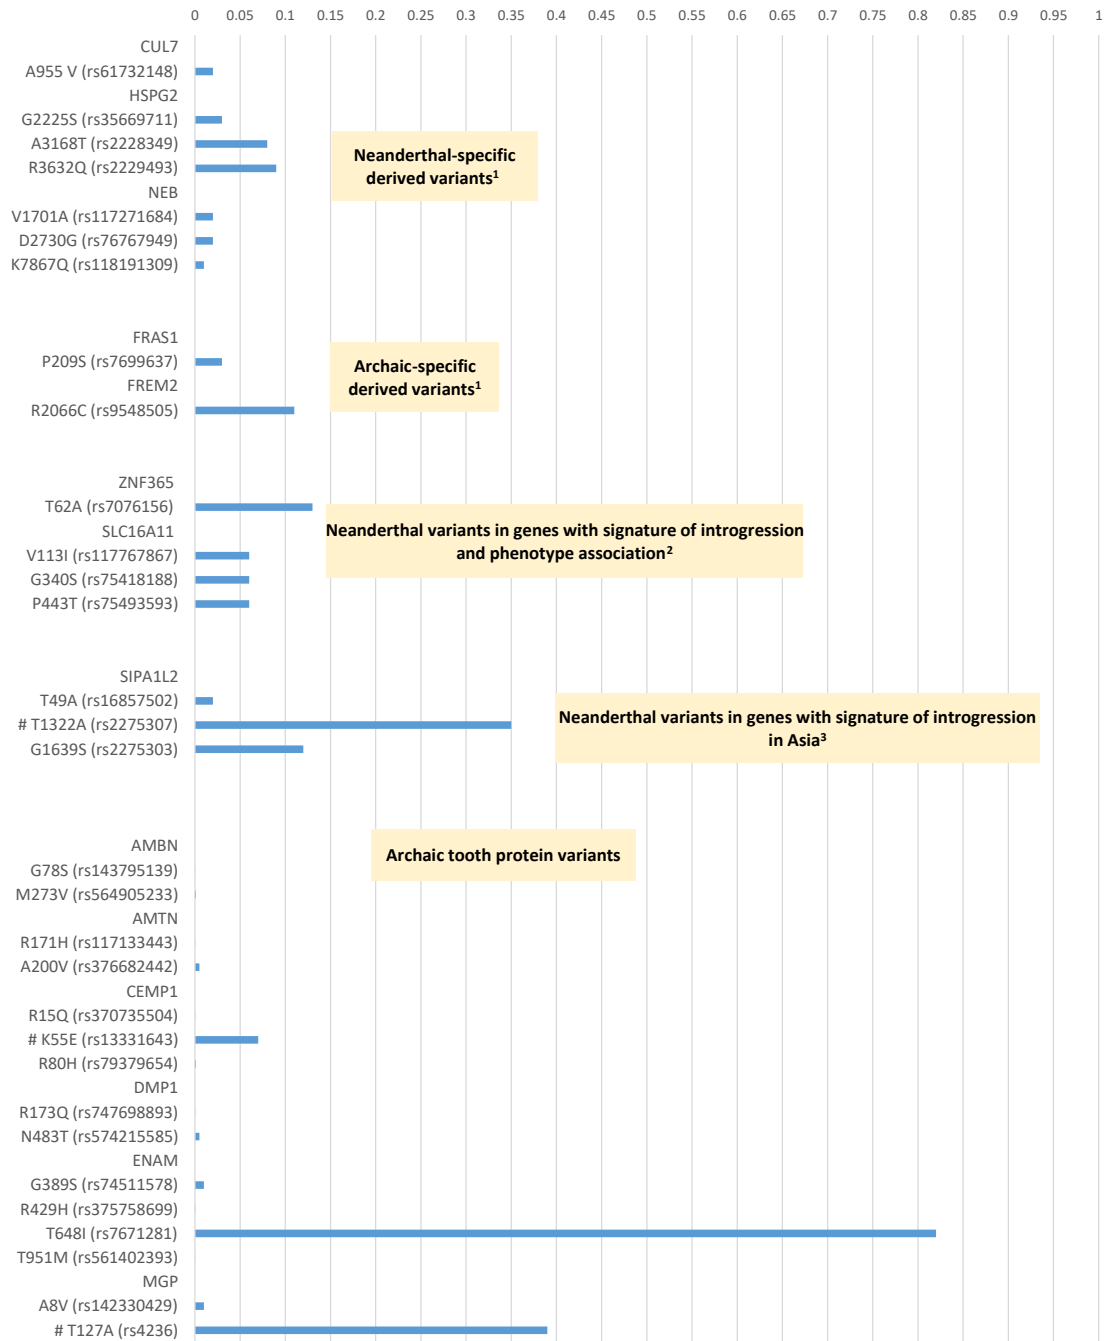 0 0.05 0.1 0.15 0.2 0.25 0.3 0.35 0.4 0.45 0.5 0.55 0.6 0.65 0.7 0.75 0.8 0.85 0.9 0.95 1
CUL7
A955 V (rs61732148)
HSPG2
G2225S (rs35669711)
A3168T (rs2228349)
R3632Q (rs2229493)
NEB
V1701A (rs117271684)
D2730G (rs76767949)
K7867Q (rs118191309)
Neanderthal-specific
derived variants¹
FRAS1
P209S (rs7699637)
FREM2
R2066C (rs9548505)
Archaic-specific
derived variants¹
ZNF365
T62A (rs7076156)
SLC16A11
V113I (rs117767867)
G340S (rs75418188)
P443T (rs75493593)
Neanderthal variants in genes with signature of introgression
and phenotype association²
SIPA1L2
T49A (rs16857502)
# T1322A (rs2275307)
G1639S (rs2275303)
Neanderthal variants in genes with signature of introgression
in Asia³
AMBN
G78S (rs143795139)
M273V (rs564905233)
AMTN
R171H (rs117133443)
A200V (rs376682442)
CEMP1
R15Q (rs370735504)
# K55E (rs13331643)
R80H (rs79379654)
DMP1
R173Q (rs747698893)
N483T (rs574215585)
ENAM
G389S (rs74511578)
R429H (rs375758699)
T648I (rs7671281)
T951M (rs561402393)
MGP
A8V (rs142330429)
# T127A (rs4236)
Archaic tooth protein variants